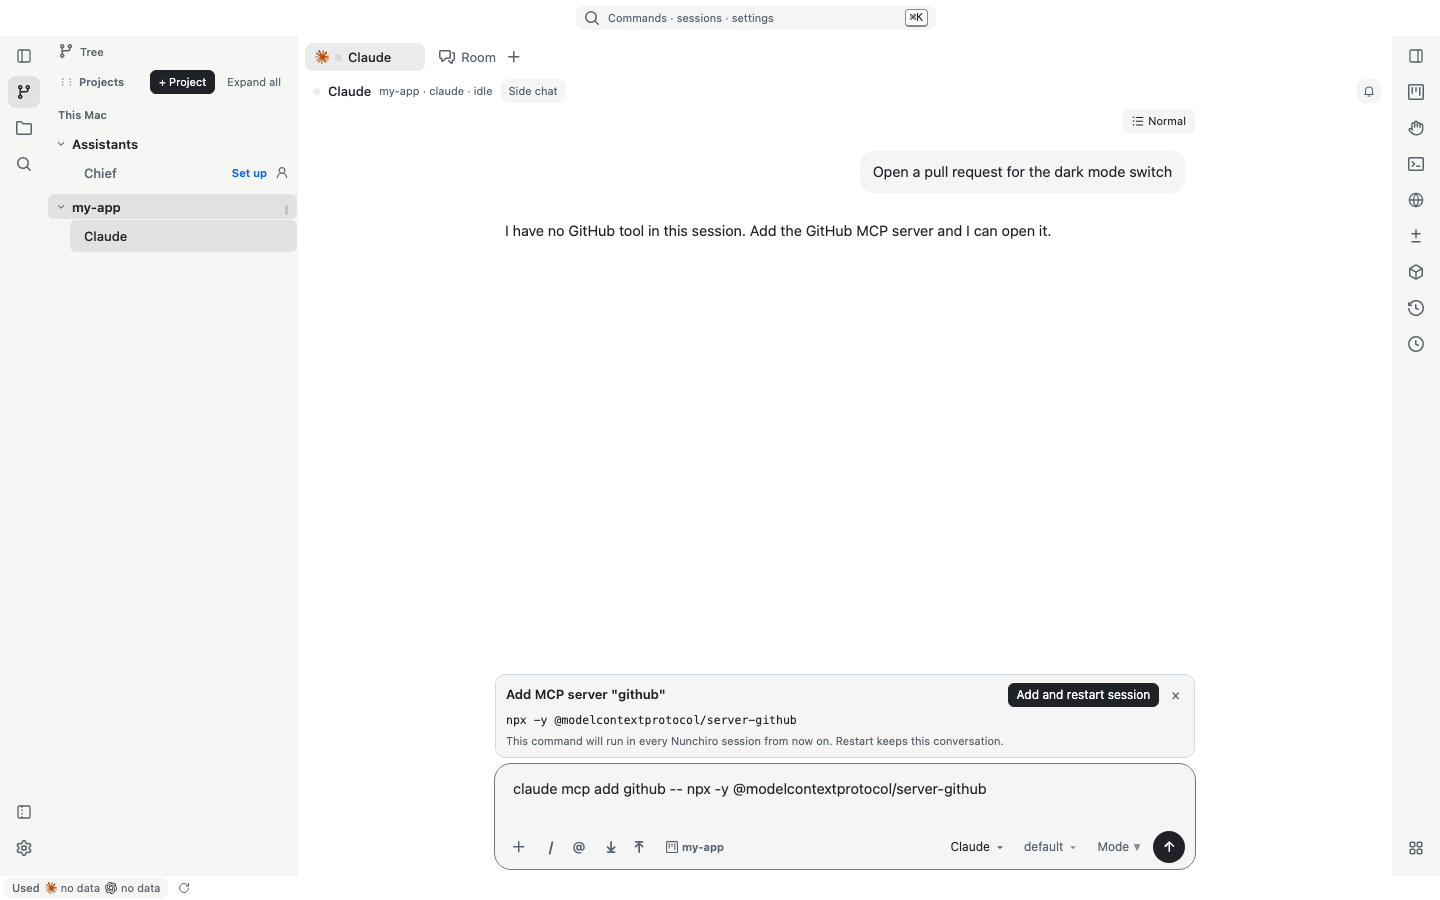 Commands · sessions · settings
⌘K
Tree
Projects
+ Project
Expand all
This Mac
Assistants
Chief
Set up
my-app
Claude
Claude
Room
Claude
my-app · claude · idle
Side chat
Normal
Open a pull request for the dark mode switch
I have no GitHub tool in this session. Add the GitHub MCP server and I can open it.
Add MCP server "github"
Add and restart session
npx -y @modelcontextprotocol/server-github
This command will run in every Nunchiro session from now on. Restart keeps this conversation.
claude mcp add github -- npx -y @modelcontextprotocol/server-github
my-app
Claude
default
Mode
Used
no data
no data